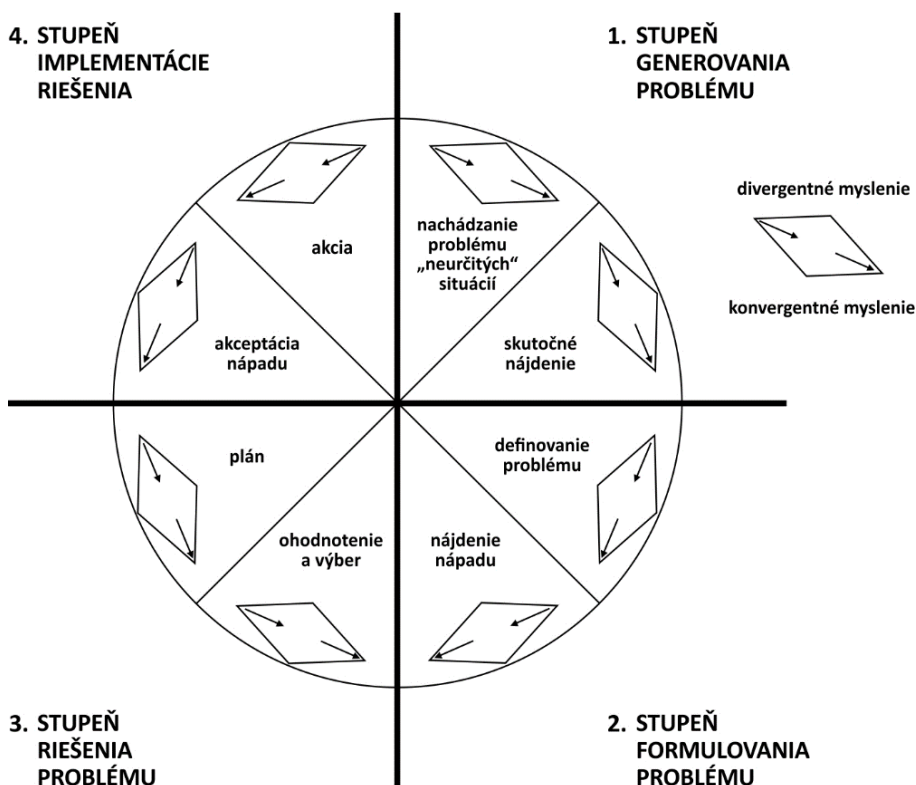 4. STUPEŇ
IMPLEMENTÁCIE
RIEŠENIA
1. STUPEŇ
GENEROVANIA
PROBLÉMU
divergentné myslenie
konvergentné myslenie
akcia
nachádzanie
problému
„neurčitých“
situácií
akceptácia
nápadu
skutočné
nájdenie
plán
definovanie
problému
ohodnotenie
a výber
nájdenie
nápadu
3. STUPEŇ
RIEŠENIA
PROBLÉMU
2. STUPEŇ
FORMULOVANIA
PROBLÉMU